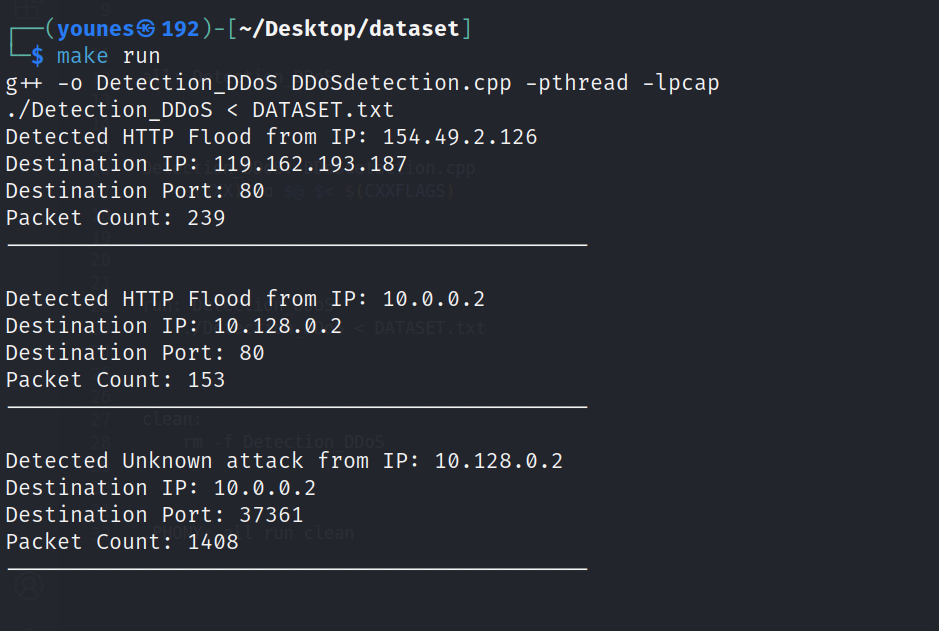 ┌──(younes㉿192)-[~/Desktop/dataset]
└─$ make run
g++ -o Detection_DDoS DDoSdetection.cpp -pthread -lpcap
./Detection_DDoS < DATASET.txt
Detected HTTP Flood from IP: 154.49.2.126
Destination IP: 119.162.193.187
Destination Port: 80
Packet Count: 239
Detected HTTP Flood from IP: 10.0.0.2
Destination IP: 10.128.0.2
Destination Port: 80
Packet Count: 153
Detected Unknown attack from IP: 10.128.0.2
Destination IP: 10.0.0.2
Destination Port: 37361
Packet Count: 1408